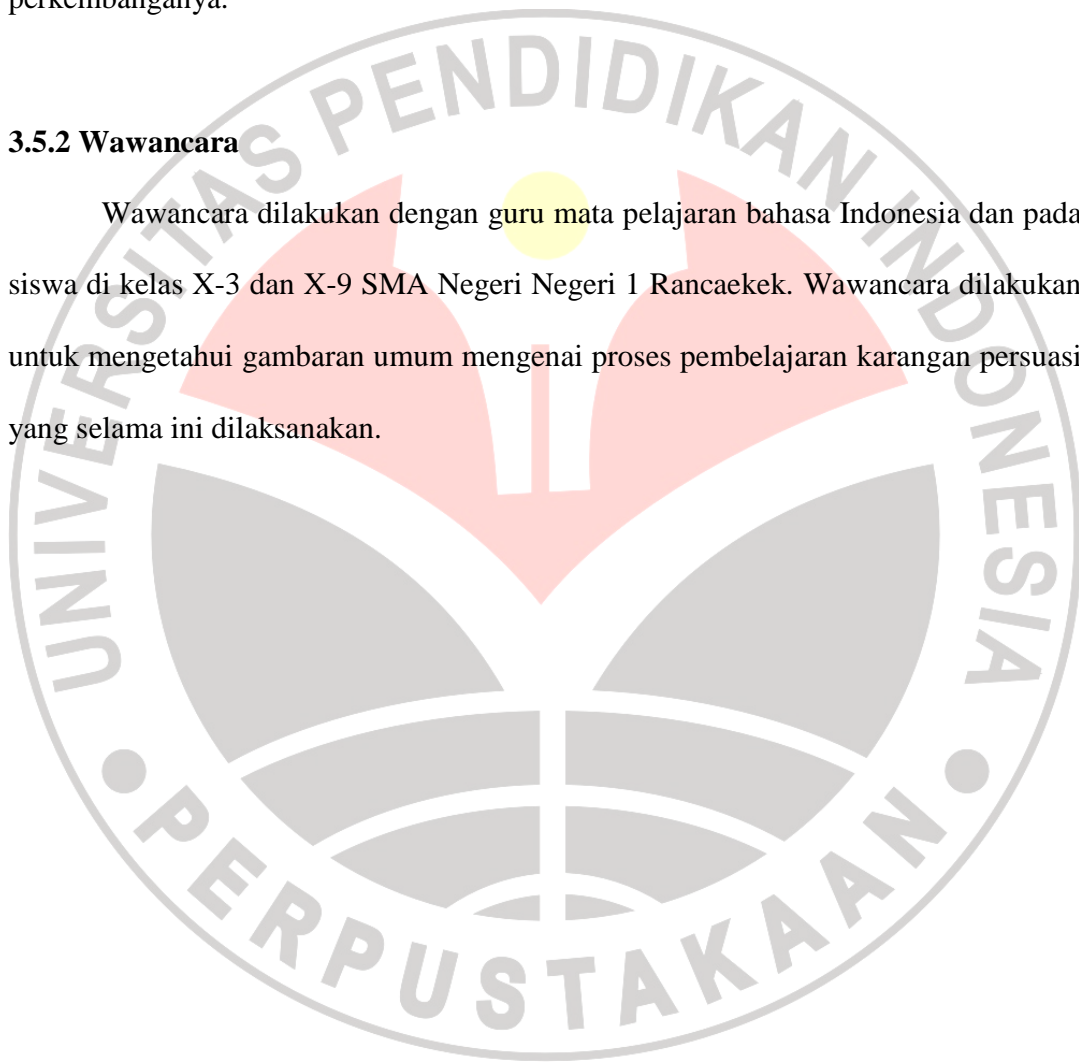 perkembanganya.
3.5.2 Wawancara
Wawancara dilakukan dengan guru mata pelajaran bahasa Indonesia dan pada
siswa di kelas X-3 dan X-9 SMA Negeri Negeri 1 Rancaekek. Wawancara dilakukan
untuk mengetahui gambaran umum mengenai proses pembelajaran karangan persuasi
yang selama ini dilaksanakan.
UNIVERSITAS PENDIDIKAN INDONESIA
PERPUSTAKAAN